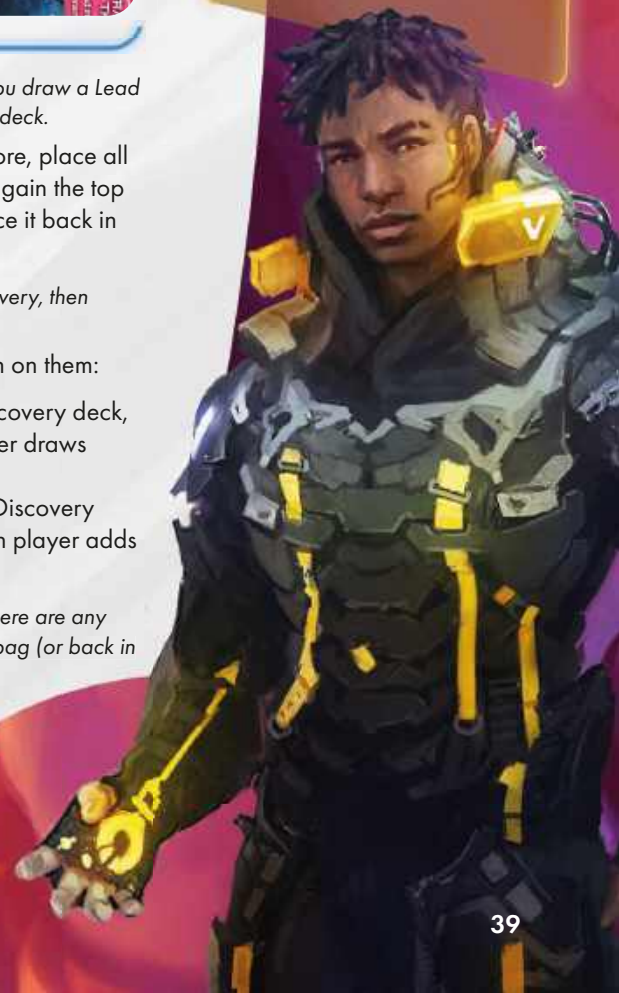 ou draw a Lead
deck.
ore, place all
gain the top
ce it back in
very, then
n on them:
covery deck,
er draws
Discovery
n player adds
ere are any
bag (or back in
V
39